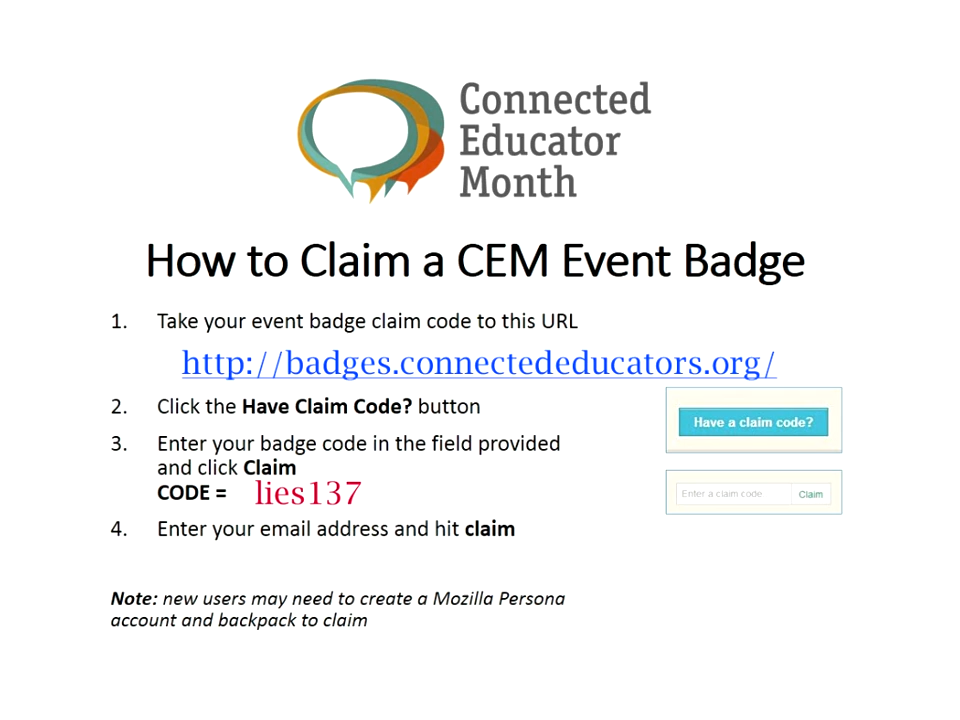 Connected
Educator
Month
How to Claim a CEM Event Badge
1. Take your event badge claim code to this URL
http://badges.connectededucators.org/
2. Click the Have Claim Code? button
Have a claim code?
3. Enter your badge code in the field provided
and click Claim
CODE = lies137
Enter a claim code Claim
4. Enter your email address and hit claim
Note: new users may need to create a Mozilla Persona
account and backpack to claim